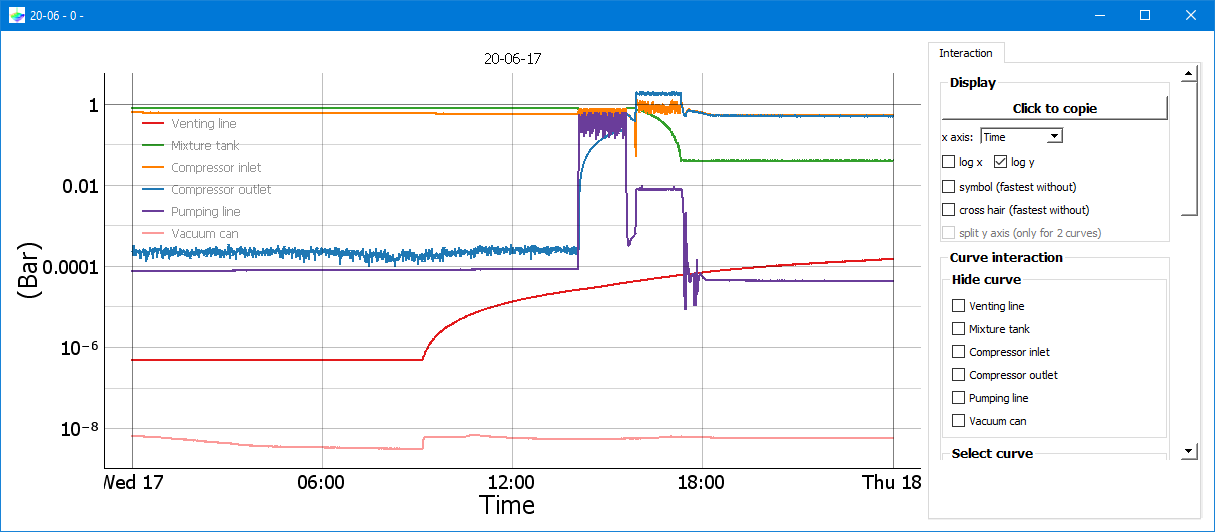 20-06 - 0 -
20-06-17
1
0.01
0.0001
10⁻⁶
10⁻⁸
(Bar)
Venting line
Mixture tank
Compressor inlet
Compressor outlet
Pumping line
Vacuum can
Wed 17
06:00
12:00
18:00
Thu 18
Time
Interaction
Display
Click to copie
x axis: Time
log x log y
symbol (fastest without)
cross hair (fastest without)
split y axis (only for 2 curves)
Curve interaction
Hide curve
Venting line
Mixture tank
Compressor inlet
Compressor outlet
Pumping line
Vacuum can
Select curve